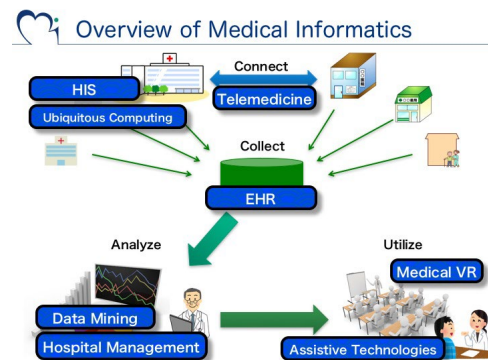 Overview of Medical Informatics
Connect
HIS
Telemedicine
Ubiquitous Computing
Collect
EHR
Analyze
Utilize
Medical VR
Data Mining
Hospital Management
Assistive Technologies